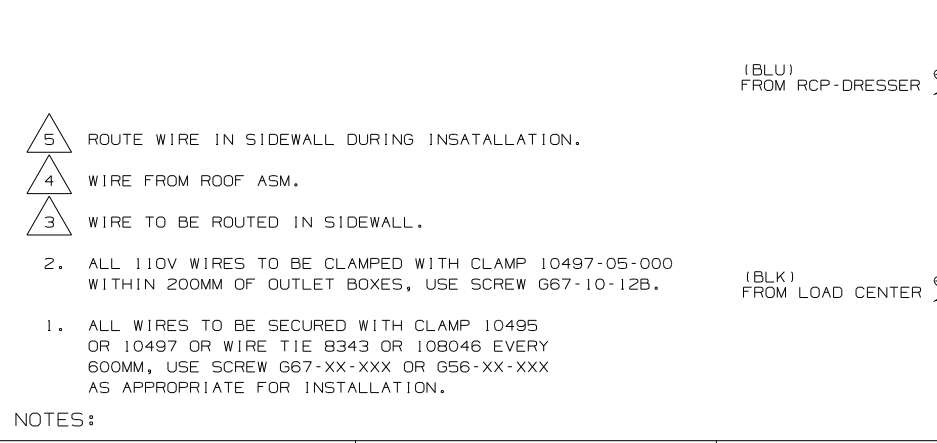 (BLU)
FROM RCP-DRESSER
5 ROUTE WIRE IN SIDEWALL DURING INSATALLATION.
4 WIRE FROM ROOF ASM.
3 WIRE TO BE ROUTED IN SIDEWALL.
2. ALL 110V WIRES TO BE CLAMPED WITH CLAMP 10497-05-000
WITHIN 200MM OF OUTLET BOXES, USE SCREW G67-10-12B.
(BLK)
FROM LOAD CENTER
1. ALL WIRES TO BE SECURED WITH CLAMP 10495
OR 10497 OR WIRE TIE 8343 OR 108046 EVERY
600MM, USE SCREW G67-XX-XXX OR G56-XX-XXX
AS APPROPRIATE FOR INSTALLATION.
NOTES: